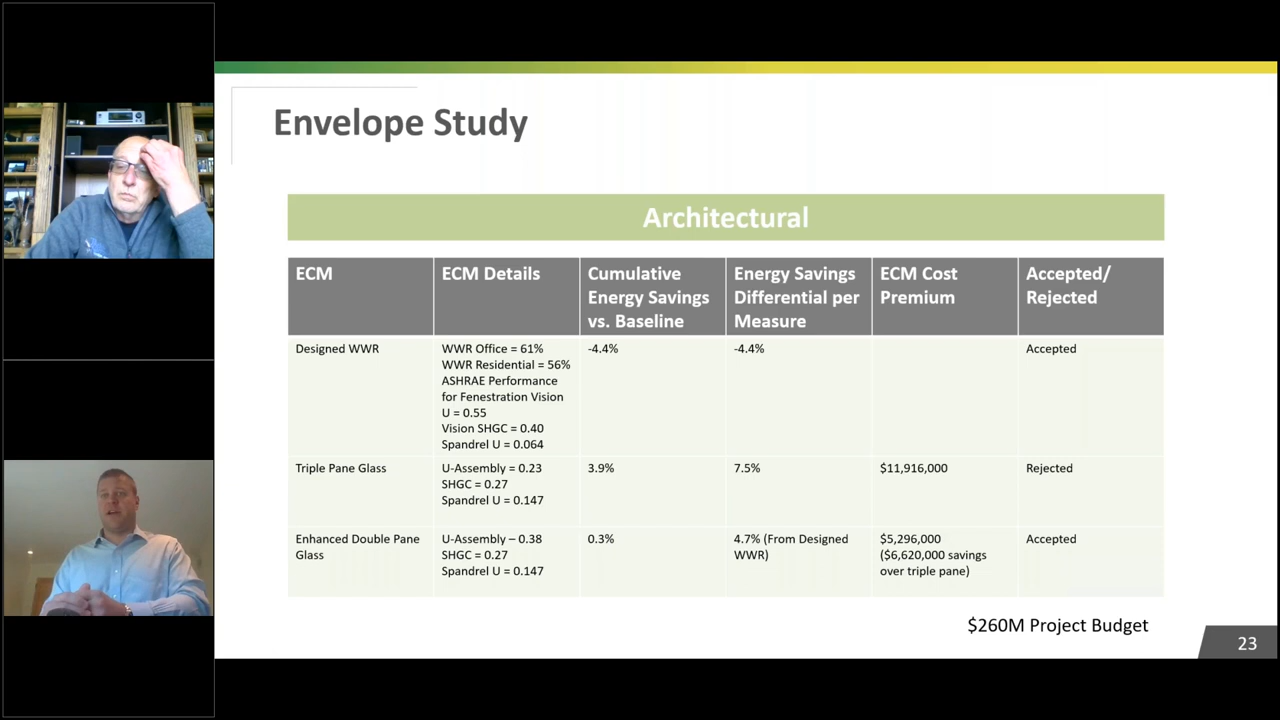 Envelope Study
Architectural
ECM
ECM Details
Cumulative
Energy Savings
vs. Baseline
Energy Savings
Differential per
Measure
ECM Cost
Premium
Accepted/
Rejected
Designed WWR
WWR Office = 61%
WWR Residential = 56%
ASHRAE Performance
for Fenestration Vision
U = 0.55
Vision SHGC = 0.40
Spandrel U = 0.064
-4.4%
-4.4%
Accepted
Triple Pane Glass
U-Assembly = 0.23
SHGC = 0.27
Spandrel U = 0.147
3.9%
7.5%
$11,916,000
Rejected
Enhanced Double Pane
Glass
U-Assembly – 0.38
SHGC = 0.27
Spandrel U = 0.147
0.3%
4.7% (From Designed
WWR)
$5,296,000
($6,620,000 savings
over triple pane)
Accepted
$260M Project Budget
23